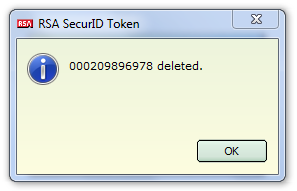 RSA RSA SecurID Token
000209896978 deleted.
OK